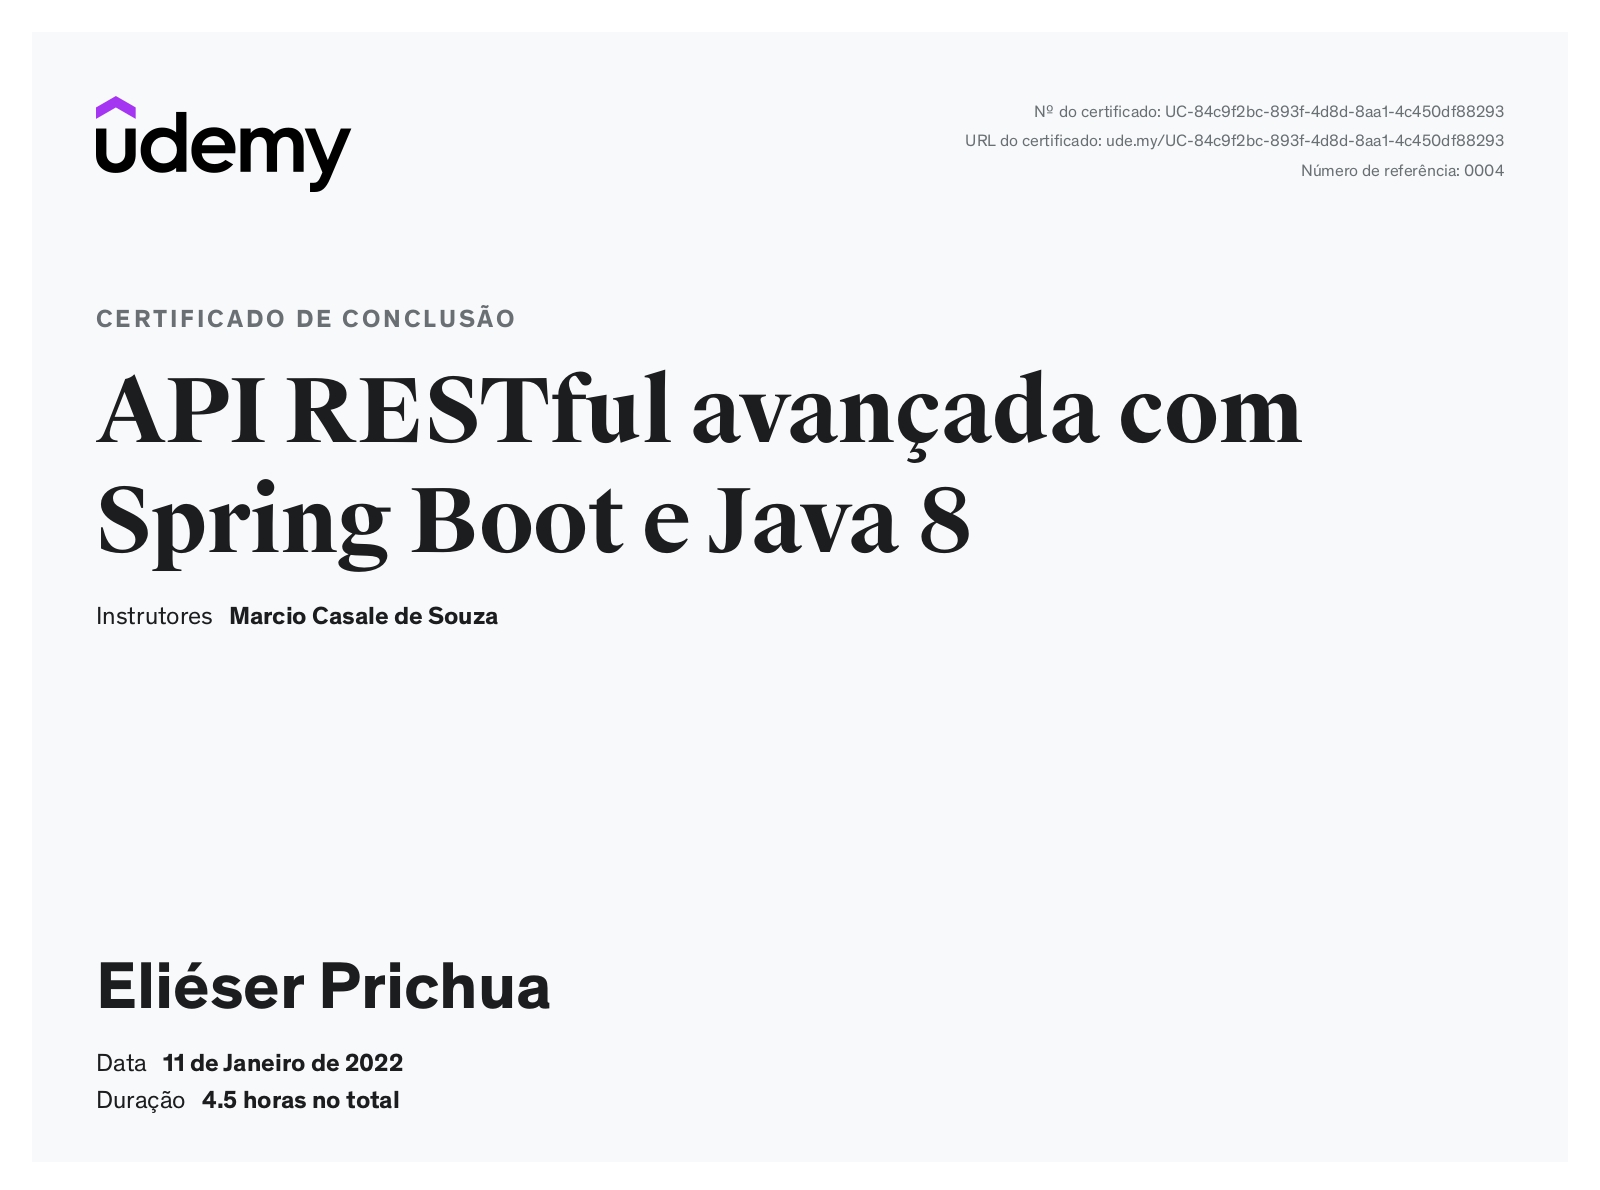 udemy
Nº do certificado: UC-84c9f2bc-893f-4d8d-8aa1-4c450df88293
URL do certificado: ude.my/UC-84c9f2bc-893f-4d8d-8aa1-4c450df88293
Número de referência: 0004
CERTIFICADO DE CONCLUSÃO
API RESTful avançada com
Spring Boot e Java 8
Instrutores Marcio Casale de Souza
Eliéser Prichua
Data 11 de Janeiro de 2022
Duração 4.5 horas no total